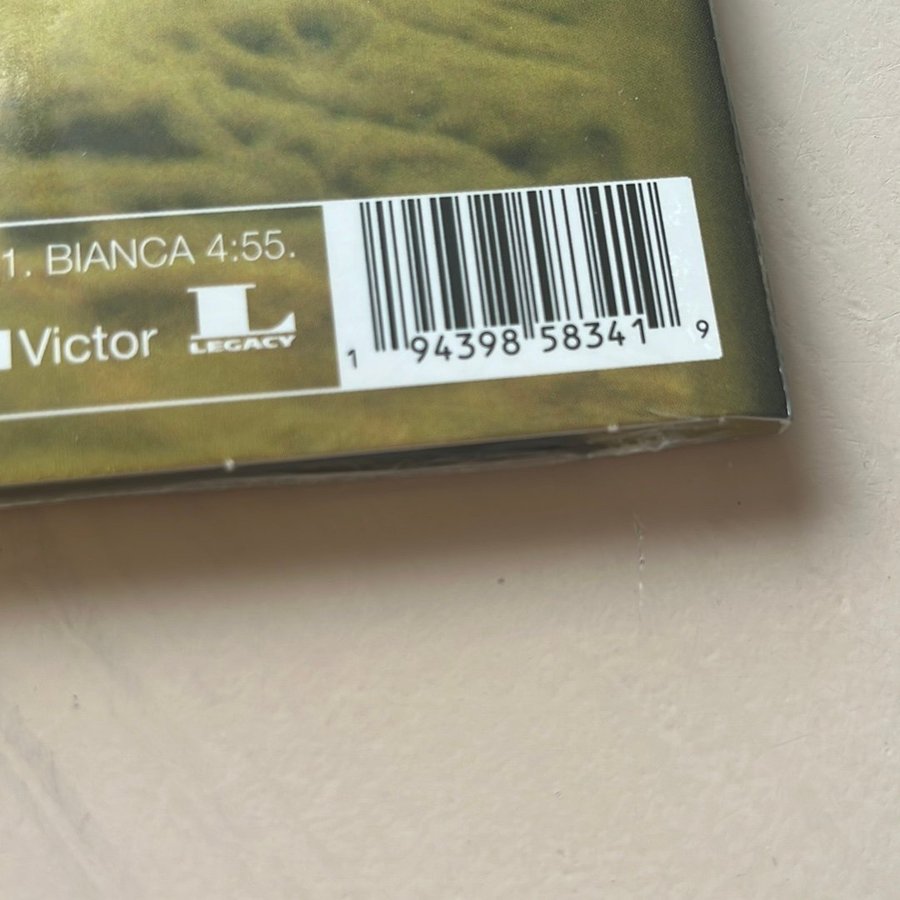 1. BIANCA 4:55.
Victor
L
LEGACY
1 94398 58341 9